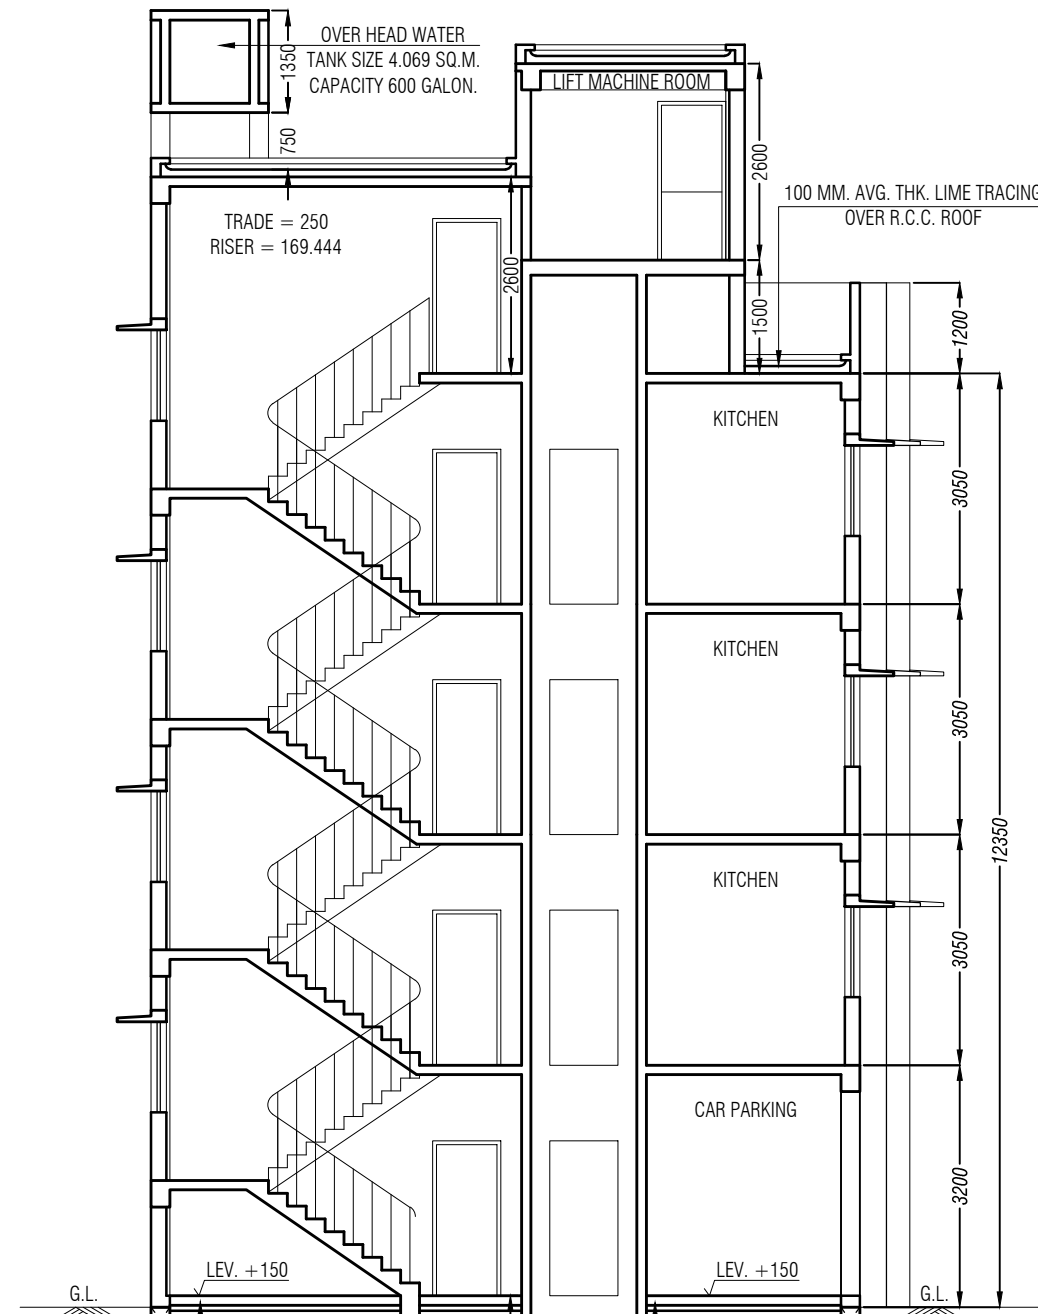 OVER HEAD WATER
TANK SIZE 4.069 SQ.M.
CAPACITY 600 GALON.
1350
750
LIFT MACHINE ROOM
2600
100 MM. AVG. THK. LIME TRACING
OVER R.C.C. ROOF
TRADE = 250
RISER = 169.444
2600
1500
1200
KITCHEN
3050
KITCHEN
3050
12350
KITCHEN
3050
CAR PARKING
3200
LEV. +150
LEV. +150
G.L.
G.L.